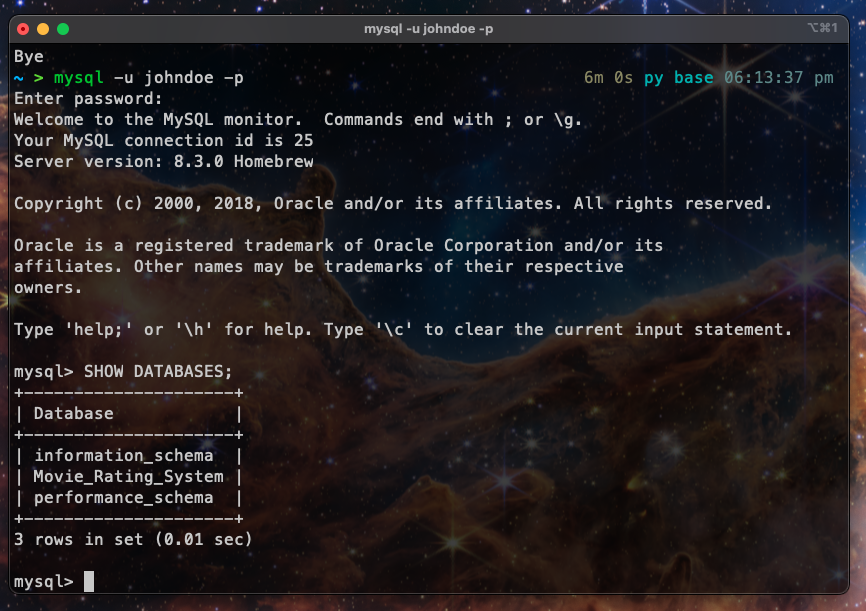 mysql -u johndoe -p ⌥⌘1
Bye
~ > mysql -u johndoe -p 6m 0s py base 06:13:37 pm
Enter password:
Welcome to the MySQL monitor.  Commands end with ; or \g.
Your MySQL connection id is 25
Server version: 8.3.0 Homebrew
Copyright (c) 2000, 2018, Oracle and/or its affiliates. All rights reserved.
Oracle is a registered trademark of Oracle Corporation and/or its
affiliates. Other names may be trademarks of their respective
owners.
Type 'help;' or '\h' for help. Type '\c' to clear the current input statement.
mysql> SHOW DATABASES;
+---------------------+
| Database            |
+---------------------+
| information_schema  |
| Movie_Rating_System |
| performance_schema  |
+---------------------+
3 rows in set (0.01 sec)
mysql>